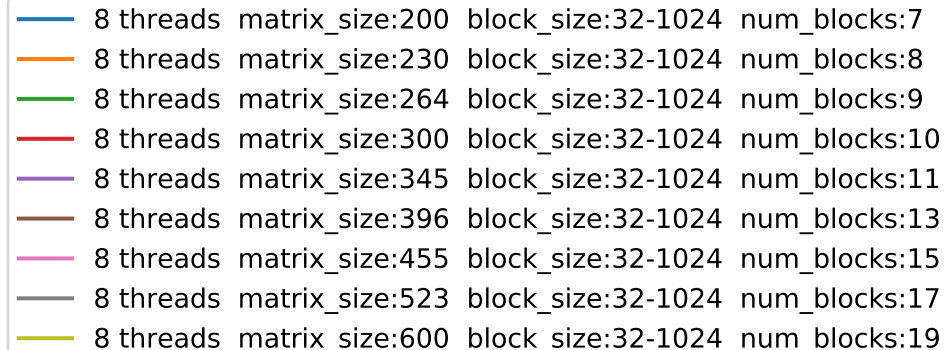 8 threads  matrix_size:200  block_size:32-1024  num_blocks:7
8 threads  matrix_size:230  block_size:32-1024  num_blocks:8
8 threads  matrix_size:264  block_size:32-1024  num_blocks:9
8 threads  matrix_size:300  block_size:32-1024  num_blocks:10
8 threads  matrix_size:345  block_size:32-1024  num_blocks:11
8 threads  matrix_size:396  block_size:32-1024  num_blocks:13
8 threads  matrix_size:455  block_size:32-1024  num_blocks:15
8 threads  matrix_size:523  block_size:32-1024  num_blocks:17
8 threads  matrix_size:600  block_size:32-1024  num_blocks:19